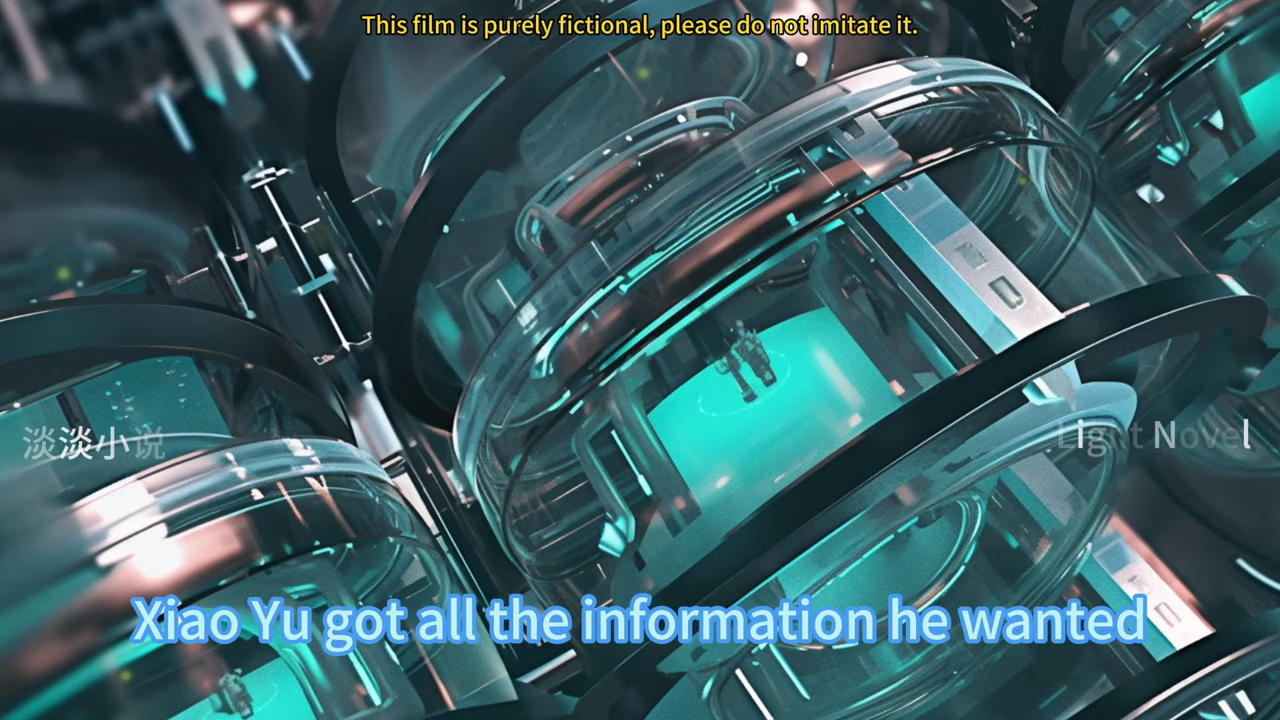 This film is purely fictional, please do not imitate it.
淡淡小说
Light Novel
Xiao Yu got all the information he wanted